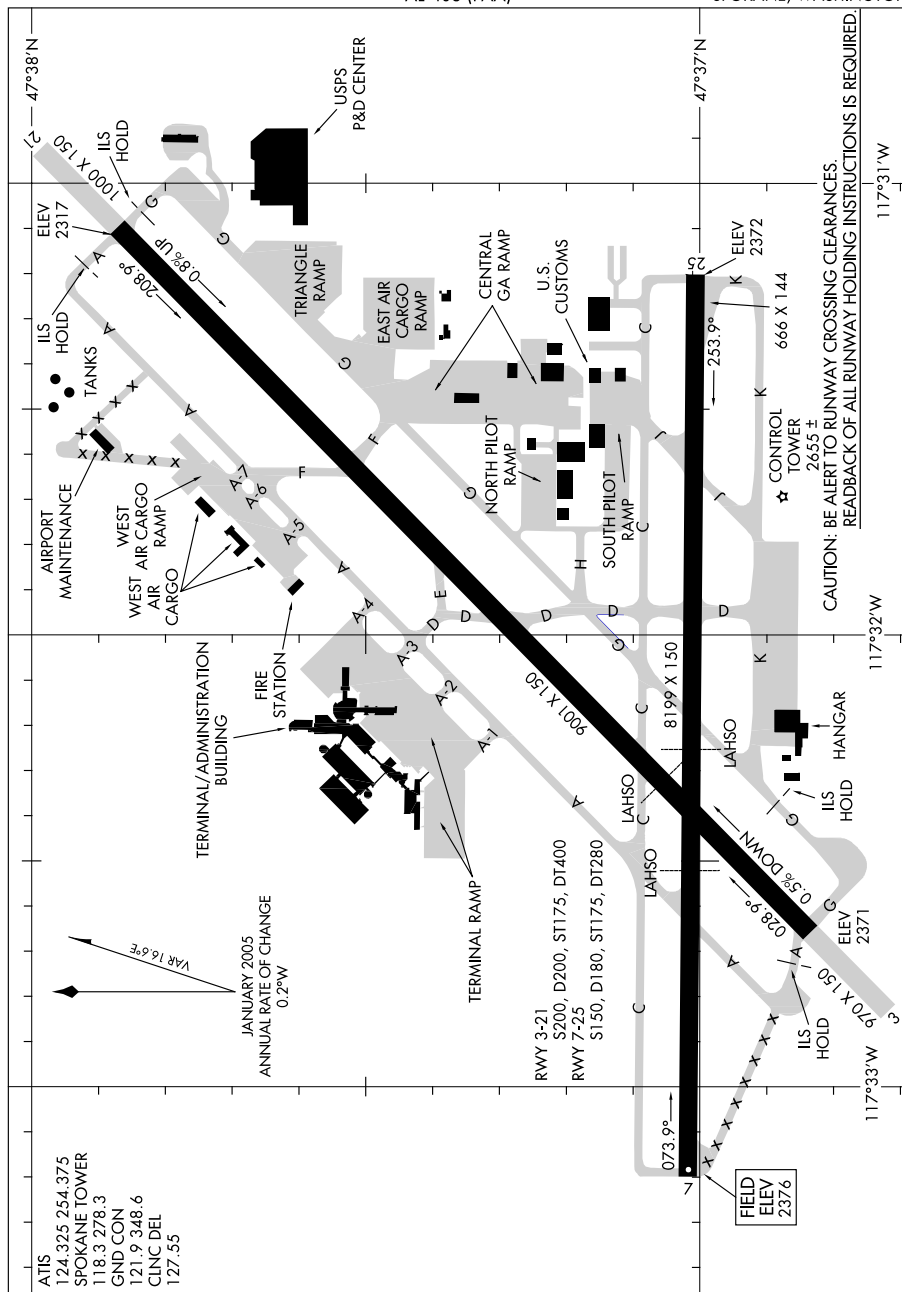 AL-400 (FAA)
SPOKANE, WASHINGTON
ATIS
124.325 254.375
SPOKANE TOWER
118.3 278.3
GND CON
121.9 348.6
CLNC DEL
127.55
JANUARY 2005
ANNUAL RATE OF CHANGE
0.2°W
VAR 16.6°E
47°38'N
47°37'N
117°31'W
117°32'W
117°33'W
21
1000 X 150
ILS
HOLD
USPS
P&D CENTER
ELEV
2317
ILS
HOLD
208.9°
0.8% UP
TANKS
AIRPORT
MAINTENANCE
WEST
AIR CARGO
RAMP
WEST
AIR
CARGO
FIRE
STATION
TERMINAL/ADMINISTRATION
BUILDING
TERMINAL RAMP
TRIANGLE
RAMP
EAST AIR
CARGO
RAMP
CENTRAL
GA RAMP
U.S.
CUSTOMS
NORTH PILOT
RAMP
SOUTH PILOT
RAMP
A
A
A
A
A
A
A
A-7
A-6
A-5
A-4
A-3
A-2
A-1
G
G
G
G
G
G
G
F
F
E
D
D
D
D
D
H
J
J
C
C
C
C
C
K
K
K
9001 X 150
8199 X 150
25
ELEV
2372
253.9°
666 X 144
CONTROL
TOWER
2655 ±
LAHSO
LAHSO
LAHSO
HANGAR
ILS
HOLD
0.5% DOWN
028.9°
ELEV
2371
970 X 150
3
ILS
HOLD
RWY 3-21
S200, D200, ST175, DT400
RWY 7-25
S150, D180, ST175, DT280
073.9°
7
FIELD
ELEV
2376
CAUTION: BE ALERT TO RUNWAY CROSSING CLEARANCES.
READBACK OF ALL RUNWAY HOLDING INSTRUCTIONS IS REQUIRED.